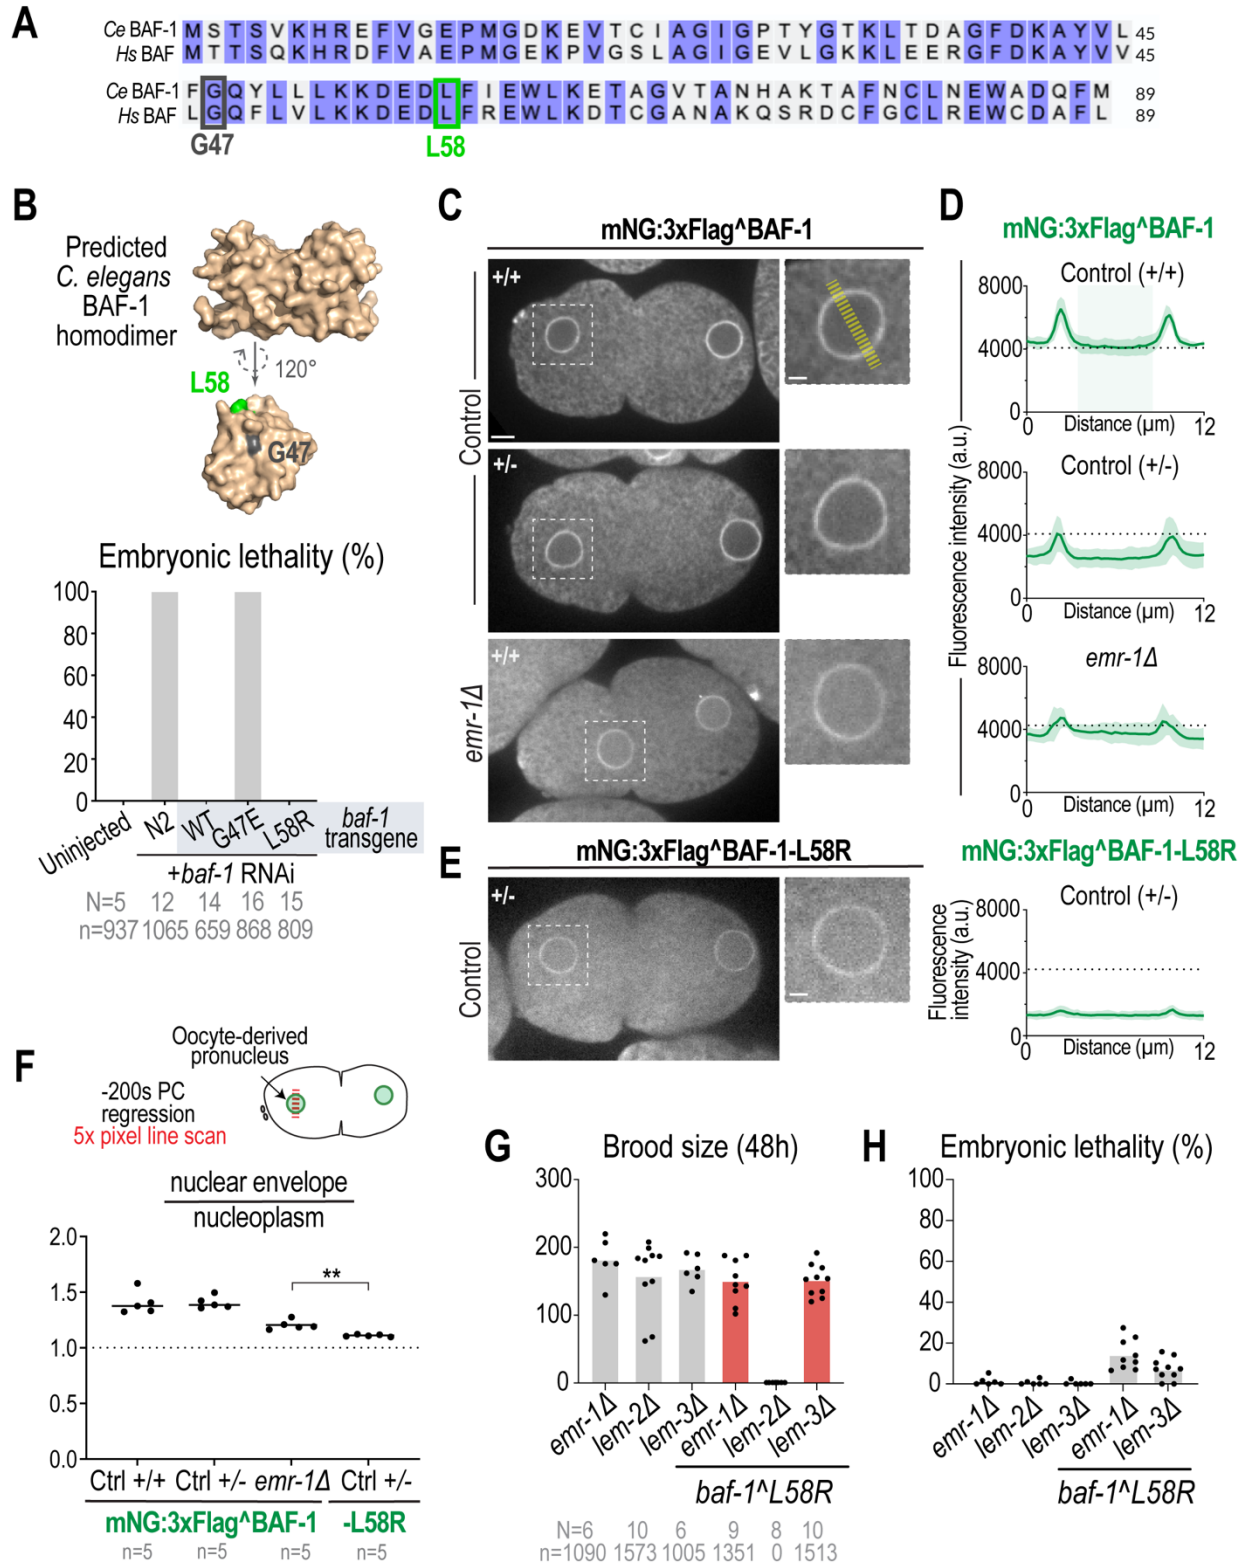 A
Ce BAF-1 MSTSVKHREFVGEPMGDKEVTCIAGIGPTYGTKLTDAGFDKAYVL 45
Hs BAF MTTSQKHRDFVAEPMGEKPVGSLAGIGEVLGKKLEERGFDKAYVV 45
Ce BAF-1 FGQYLLLKKDEDLFIEWLKETAGVTANHAKTAFNCLNEWADQFM 89
Hs BAF LGQFLVLKKDEDLFREWLKDTCGANAKQSRDCFGCLREWCDAFL 89
G47 L58
B
Predicted
C. elegans
BAF-1
homodimer
120°
L58
G47
Embryonic lethality (%)
100
80
60
40
20
0
Uninjected N2 WT G47E L58R baf-1 transgene
+baf-1 RNAi
N=5 12 14 16 15
n=937 1065 659 868 809
C
mNG:3xFlag^BAF-1
Control
+/+
+/-
emr-1Δ
+/+
D
mNG:3xFlag^BAF-1
Fluorescence intensity (a.u.)
Control (+/+)
8000
4000
0
0 Distance (µm) 12
Control (+/-)
8000
4000
0
0 Distance (µm) 12
emr-1Δ
8000
4000
0
0 Distance (µm) 12
E
mNG:3xFlag^BAF-1-L58R
Control
+/-
mNG:3xFlag^BAF-1-L58R
Control (+/-)
Fluorescence
intensity (a.u.)
8000
4000
0
0 Distance (µm) 12
F
Oocyte-derived
pronucleus
-200s PC
regression
5x pixel line scan
nuclear envelope
nucleoplasm
2.0
1.5
1.0
0.5
0.0
**
Ctrl +/+ Ctrl +/- emr-1Δ Ctrl +/-
mNG:3xFlag^BAF-1 -L58R
n=5 n=5 n=5 n=5
G
Brood size (48h)
300
200
100
0
emr-1Δ lem-2Δ lem-3Δ emr-1Δ lem-2Δ lem-3Δ
baf-1^L58R
N=6 10 6 9 8 10
n=1090 1573 1005 1351 0 1513
H
Embryonic lethality (%)
100
80
60
40
20
0
emr-1Δ lem-2Δ lem-3Δ emr-1Δ lem-3Δ
baf-1^L58R